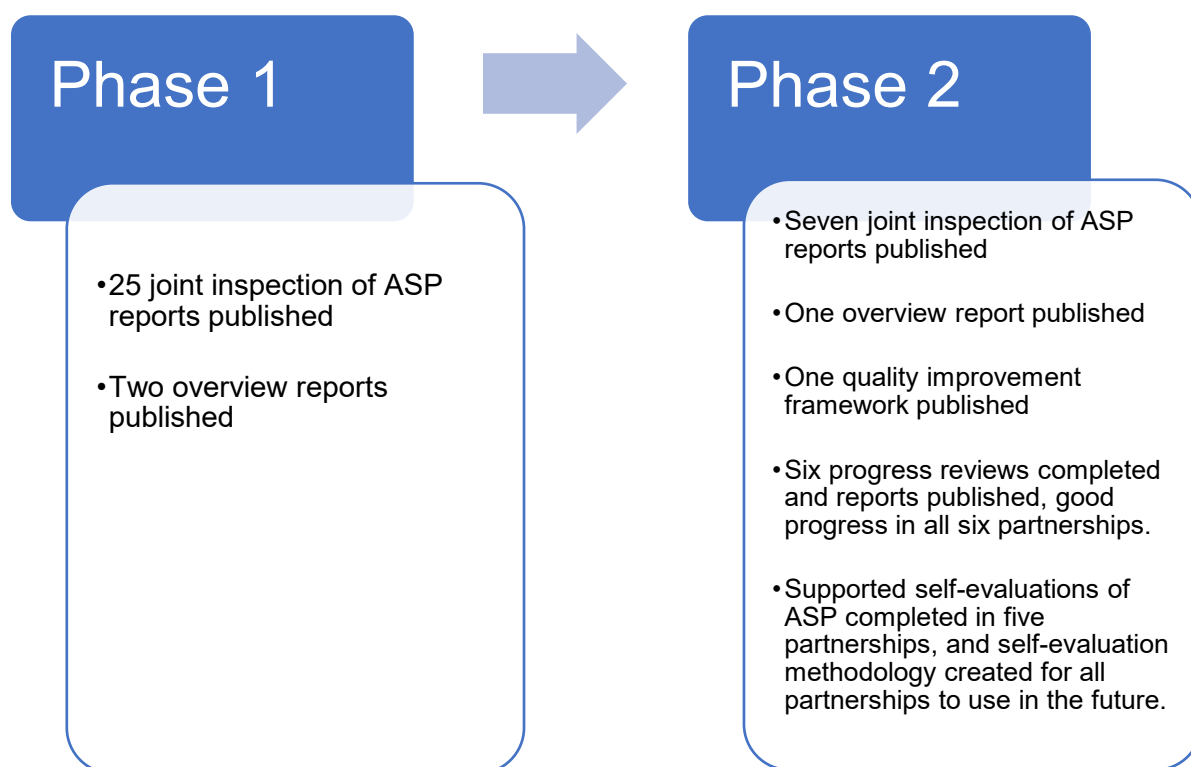 Phase 1
•25 joint inspection of ASP
reports published
•Two overview reports
published
Phase 2
•Seven joint inspection of ASP
reports published
•One overview report published
•One quality improvement
framework published
•Six progress reviews completed
and reports published, good
progress in all six partnerships.
•Supported self-evaluations of
ASP completed in five
partnerships, and self-evaluation
methodology created for all
partnerships to use in the future.